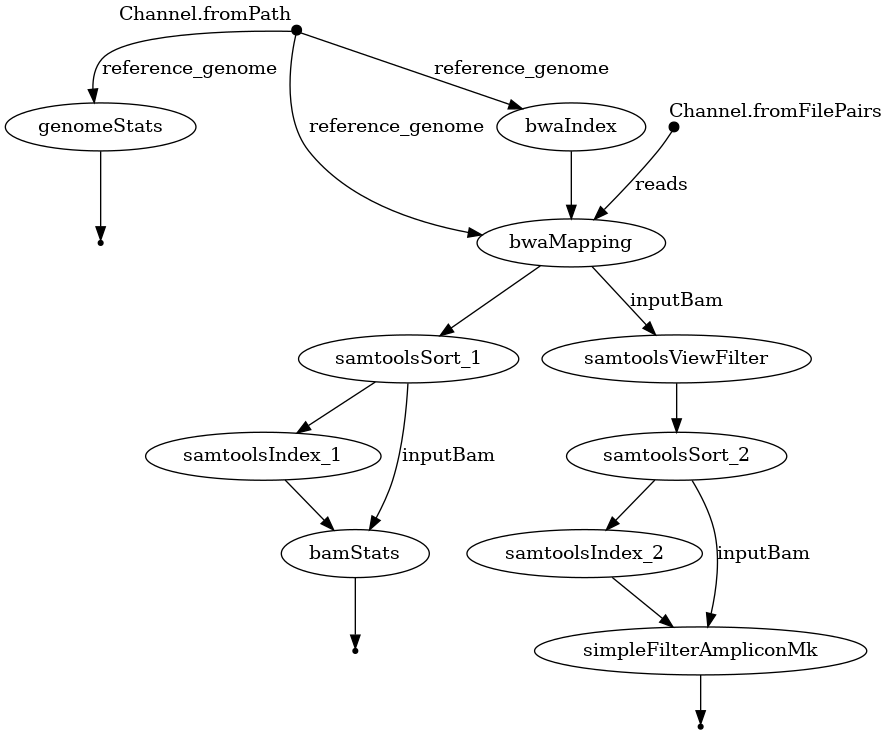 Channel.fromPath
reference_genome
reference_genome
Channel.fromFilePairs
genomeStats
reference_genome
bwaIndex
reads
bwaMapping
inputBam
samtoolsSort_1
samtoolsViewFilter
samtoolsIndex_1
inputBam
samtoolsSort_2
bamStats
samtoolsIndex_2
inputBam
simpleFilterAmpliconMk